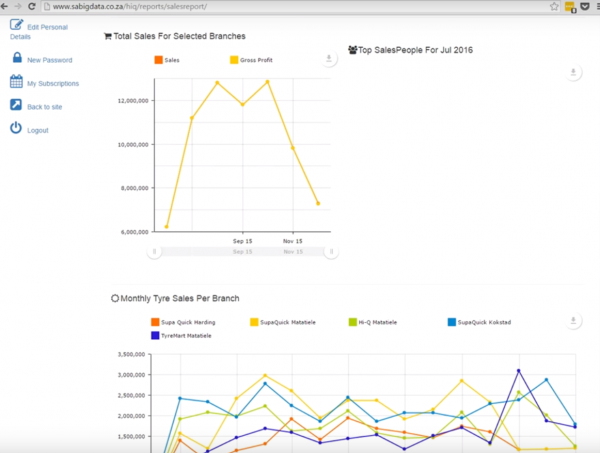 www.sabigdata.co.za/hiq/reports/salesreport/
Edit Personal
Details
New Password
My Subscriptions
Back to site
Logout
Total Sales For Selected Branches
Sales
Gross Profit
12,000,000
10,000,000
8,000,000
6,000,000
Sep 15
Nov 15
Sep 15
Nov 15
Top SalesPeople For Jul 2016
Monthly Tyre Sales Per Branch
Supa Quick Harding
SupaQuick Matatiele
Hi-Q Matatiele
SupaQuick Kokstad
TyreMart Matatiele
3,500,000
3,000,000
2,500,000
2,000,000
1,500,000